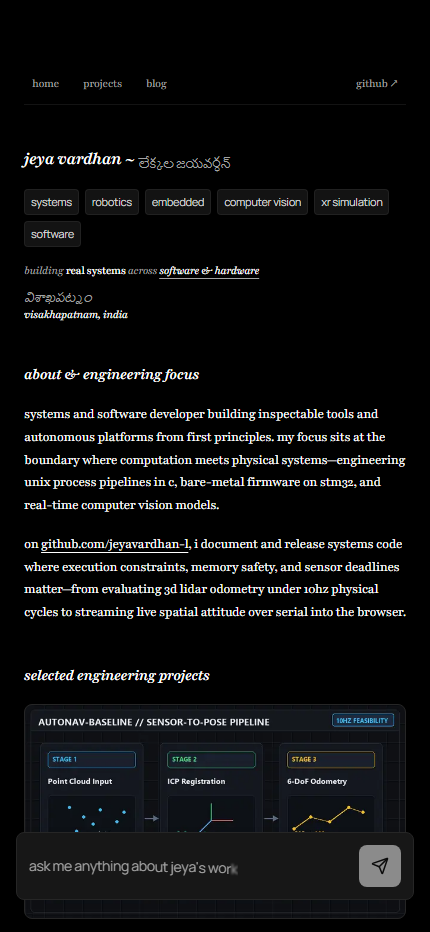 home projects blog github ↗
jeya vardhan ~ లేక్కల జయవర్ధన్
systems robotics embedded computer vision xr simulation
software
building real systems across software & hardware
విశాఖపట్నం
visakhapatnam, india
about & engineering focus
systems and software developer building inspectable tools and
autonomous platforms from first principles. my focus sits at the
boundary where computation meets physical systems—engineering
unix process pipelines in c, bare-metal firmware on stm32, and
real-time computer vision models.
on github.com/jeyavardhan-l, i document and release systems code
where execution constraints, memory safety, and sensor deadlines
matter—from evaluating 3d lidar odometry under 10hz physical
cycles to streaming live spatial attitude over serial into the browser.
selected engineering projects
AUTONAV-BASELINE // SENSOR-TO-POSE PIPELINE 10HZ FEASIBILITY
STAGE 1 STAGE 2 STAGE 3
Point Cloud Input ICP Registration 6-DoF Odometry
ask me anything about jeya's work